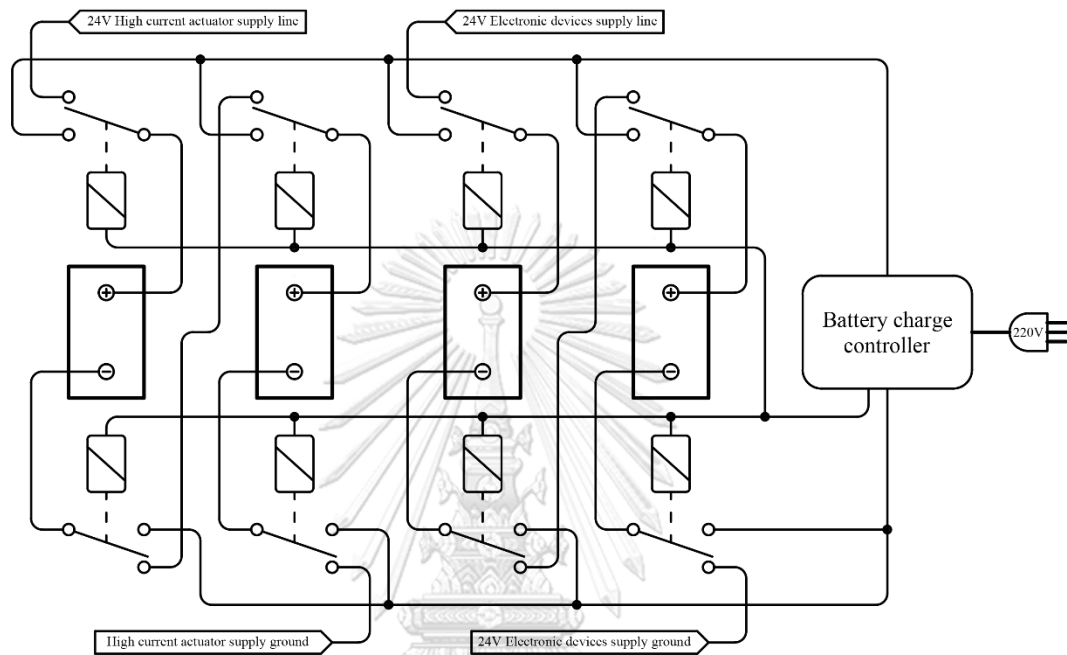 24V High current actuator supply line
24V Electronic devices supply line
Battery charge
controller
220V
High current actuator supply ground
24V Electronic devices supply ground